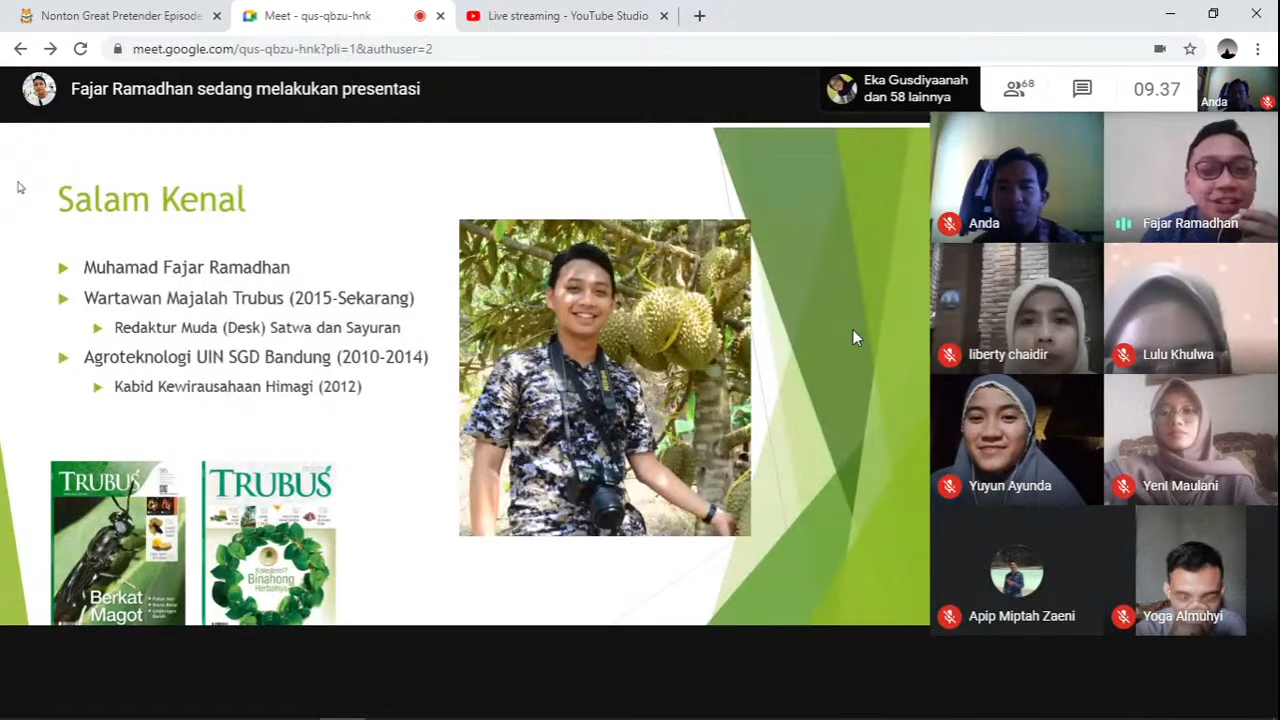 Nonton Great Pretender Episode
Meet - qus-qbzu-hnk
Live streaming - YouTube Studio
meet.google.com/qus-qbzu-hnk?pli=1&authuser=2
Fajar Ramadhan sedang melakukan presentasi
Eka Gusdiyaanah
dan 58 lainnya
68
09.37
Anda
Salam Kenal
Muhamad Fajar Ramadhan
Wartawan Majalah Trubus (2015-Sekarang)
Redaktur Muda (Desk) Satwa dan Sayuran
Agroteknologi UIN SGD Bandung (2010-2014)
Kabid Kewirausahaan Himagi (2012)
TRUBUS
Berkat
Magot
TRUBUS
Binahong
Herbalnya
Anda
Fajar Ramadhan
liberty chaidir
Lulu Khulwa
Yuyun Ayunda
Yeni Maulani
Apip Miptah Zaeni
Yoga Almuhyi